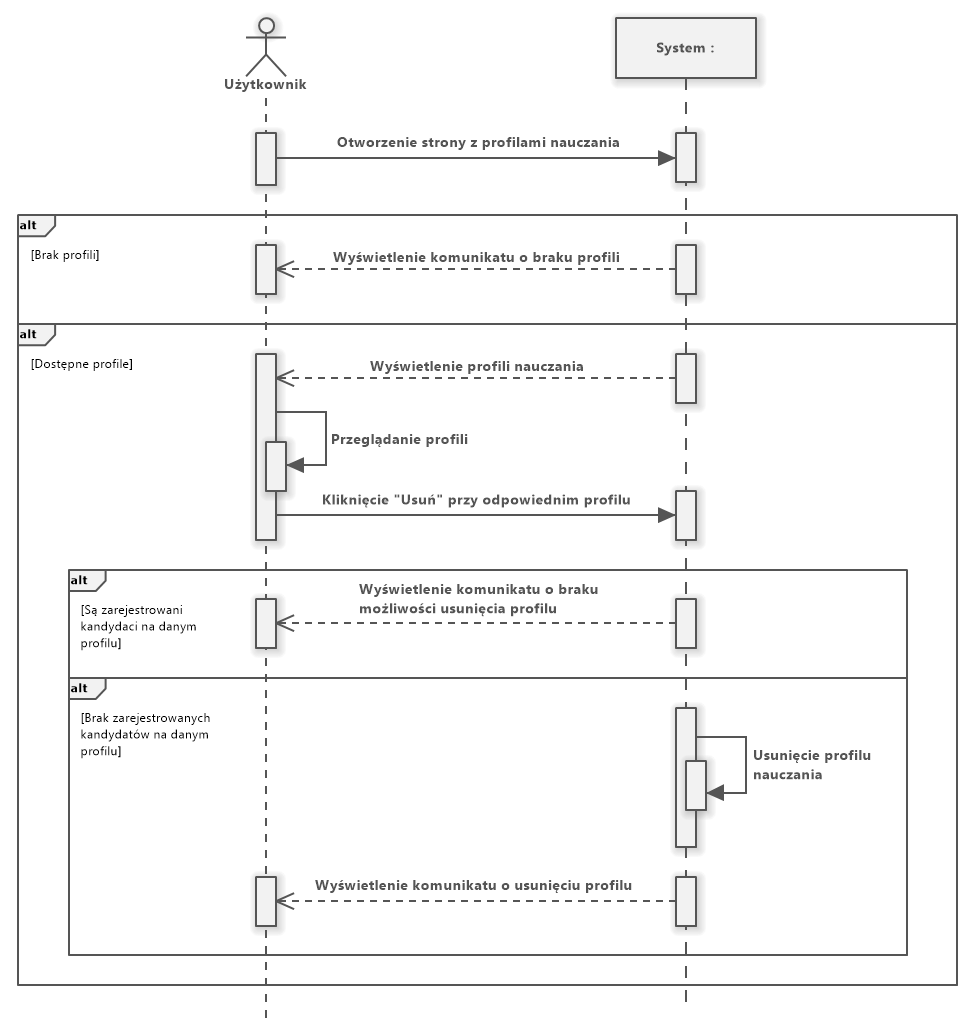 Użytkownik
System :
Otworzenie strony z profilami nauczania
alt
[Brak profili]
Wyświetlenie komunikatu o braku profili
alt
[Dostępne profile]
Wyświetlenie profili nauczania
Przeglądanie profili
Kliknięcie "Usuń" przy odpowiednim profilu
alt
[Są zarejestrowani
kandydaci na danym
profilu]
Wyświetlenie komunikatu o braku
możliwości usunięcia profilu
alt
[Brak zarejestrowanych
kandydatów na danym
profilu]
Usunięcie profilu
nauczania
Wyświetlenie komunikatu o usunięciu profilu